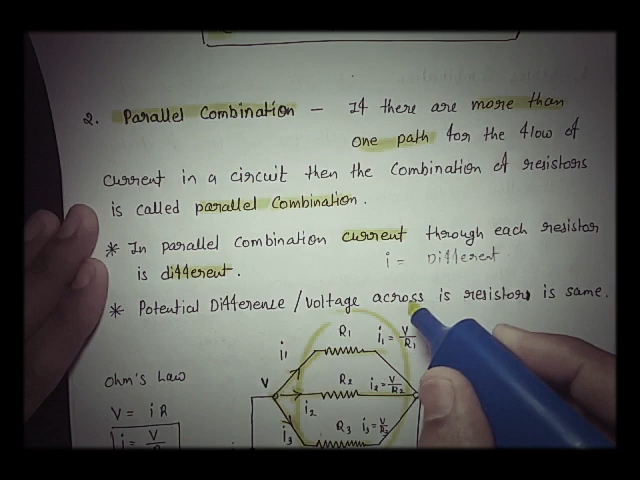 2. Parallel Combination - If there are more than
one path for the flow of
current in a circuit then the Combination of resistors
is called parallel Combination.
* In parallel combination current through each resistor
is different.
i = Different
* Potential Difference / voltage across is resistors is same.
R1 i1 = V/R1
i1
Ohm's Law
V
R2 i2 = V/R2
V = iR
i2
i3
R3 i3 = V/R3
i = V/R